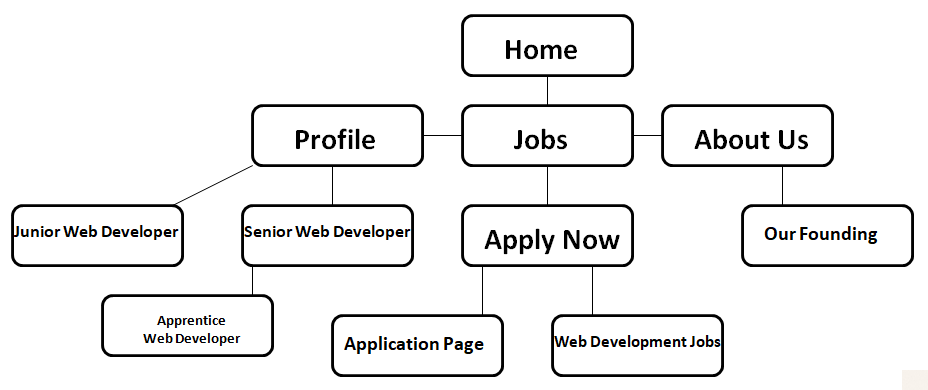 Home
Profile
Jobs
About Us
Junior Web Developer
Senior Web Developer
Apply Now
Our Founding
Apprentice
Web Developer
Application Page
Web Development Jobs